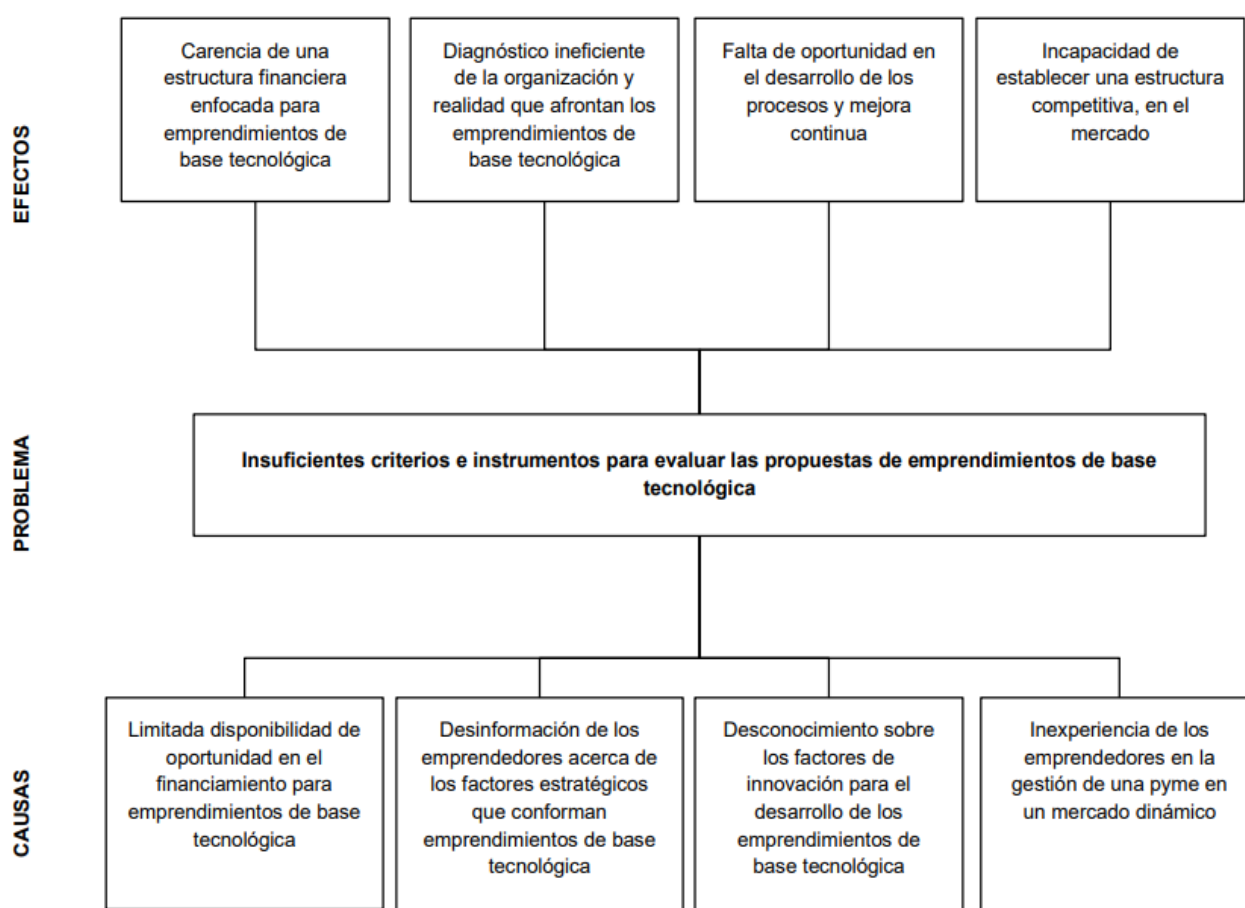 EFECTOS
Carencia de una
estructura financiera
enfocada para
emprendimientos de
base tecnológica
Diagnóstico ineficiente
de la organización y
realidad que afrontan los
emprendimientos de
base tecnológica
Falta de oportunidad en
el desarrollo de los
procesos y mejora
continua
Incapacidad de
establecer una estructura
competitiva, en el
mercado
PROBLEMA
Insuficientes criterios e instrumentos para evaluar las propuestas de emprendimientos de base
tecnológica
CAUSAS
Limitada disponibilidad de
oportunidad en el
financiamiento para
emprendimientos de base
tecnológica
Desinformación de los
emprendedores acerca de
los factores estratégicos
que conforman
emprendimientos de base
tecnológica
Desconocimiento sobre
los factores de
innovación para el
desarrollo de los
emprendimientos de
base tecnológica
Inexperiencia de los
emprendedores en la
gestión de una pyme en
un mercado dinámico